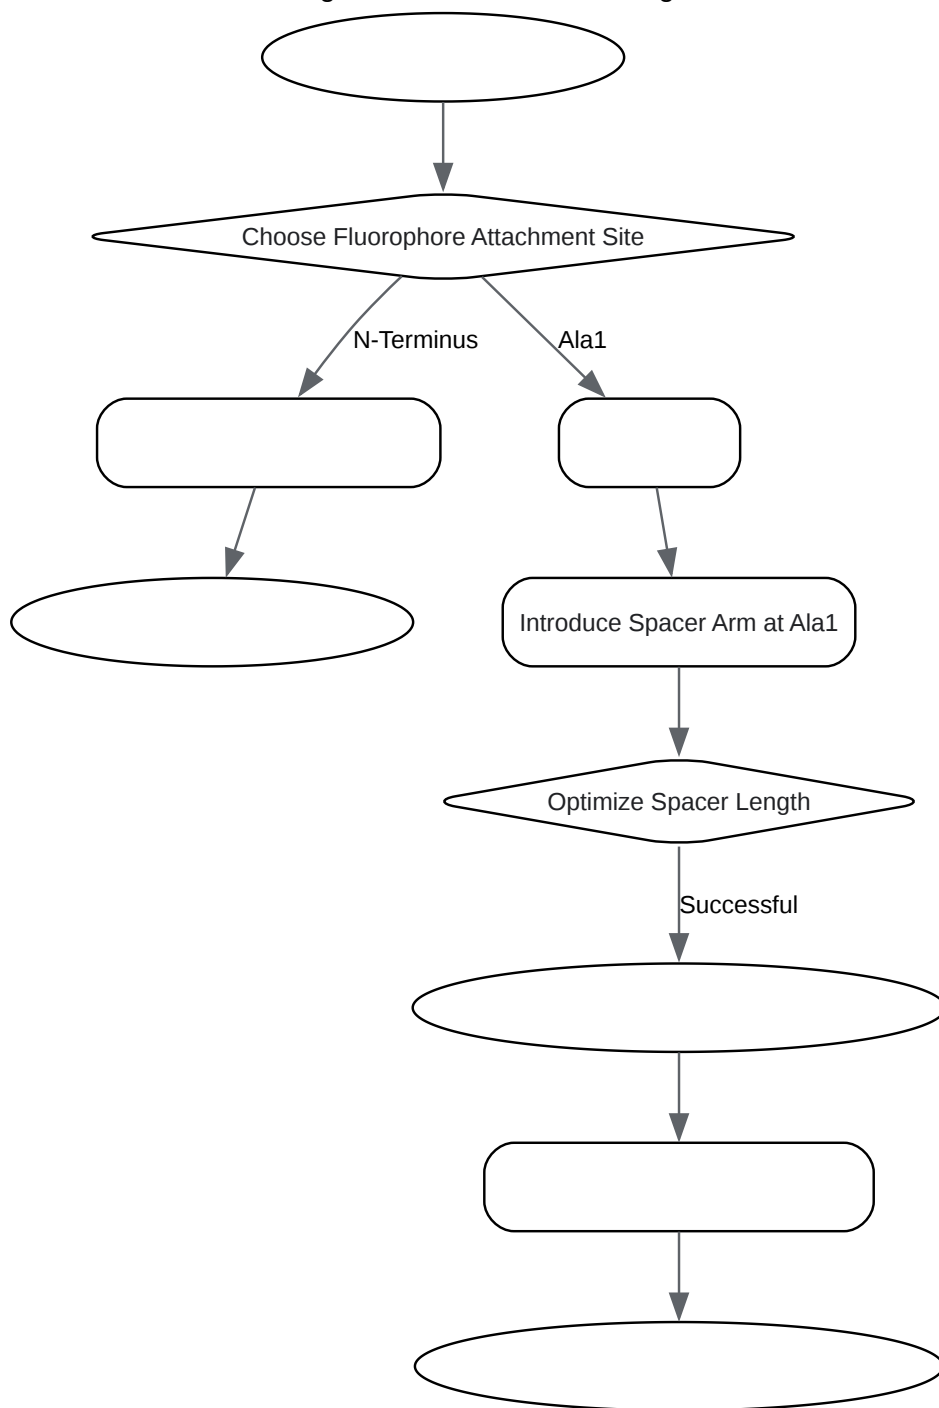 Choose Fluorophore Attachment Site
N-Terminus
Ala1
Introduce Spacer Arm at Ala1
Optimize Spacer Length
Successful